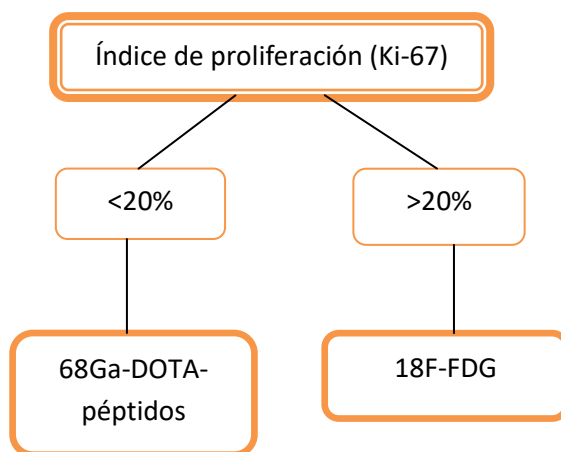 Índice de proliferación (Ki-67)
<20%
>20%
68Ga-DOTA-
péptidos
18F-FDG